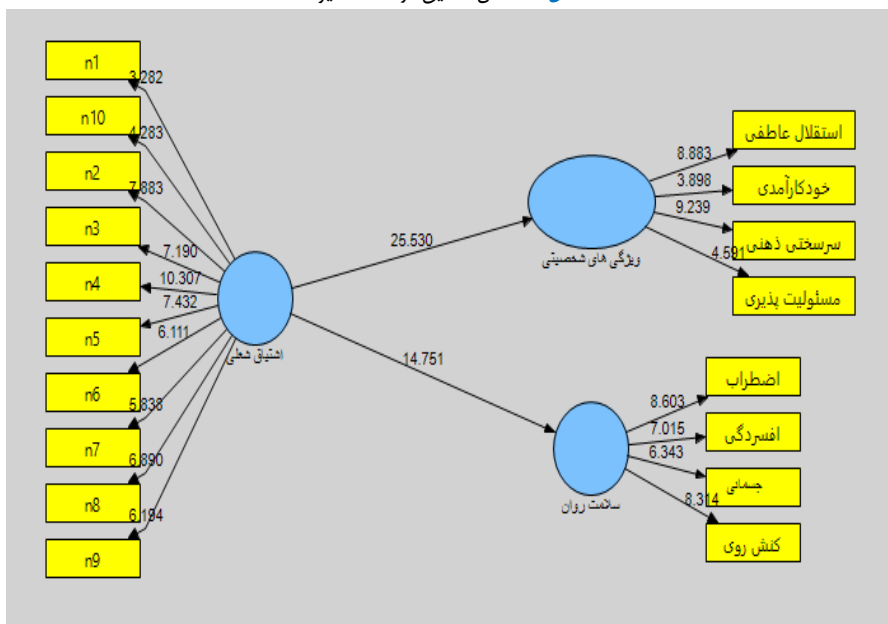 n1
n10
n2
n3
n4
n5
n6
n7
n8
n9
3.282
4.283
7.883
7.190
10.307
7.432
6.111
5.838
6.890
6.194
اشتیاق شغلی
25.530
14.751
ویژگی های شخصیتی
8.883
3.898
9.239
4.591
استقلال عاطفی
خودکارآمدی
سرسختی ذهنی
مسئولیت پذیری
سلامت روان
8.603
7.015
6.343
8.314
اضطراب
افسردگی
جسمانی
کنش روی